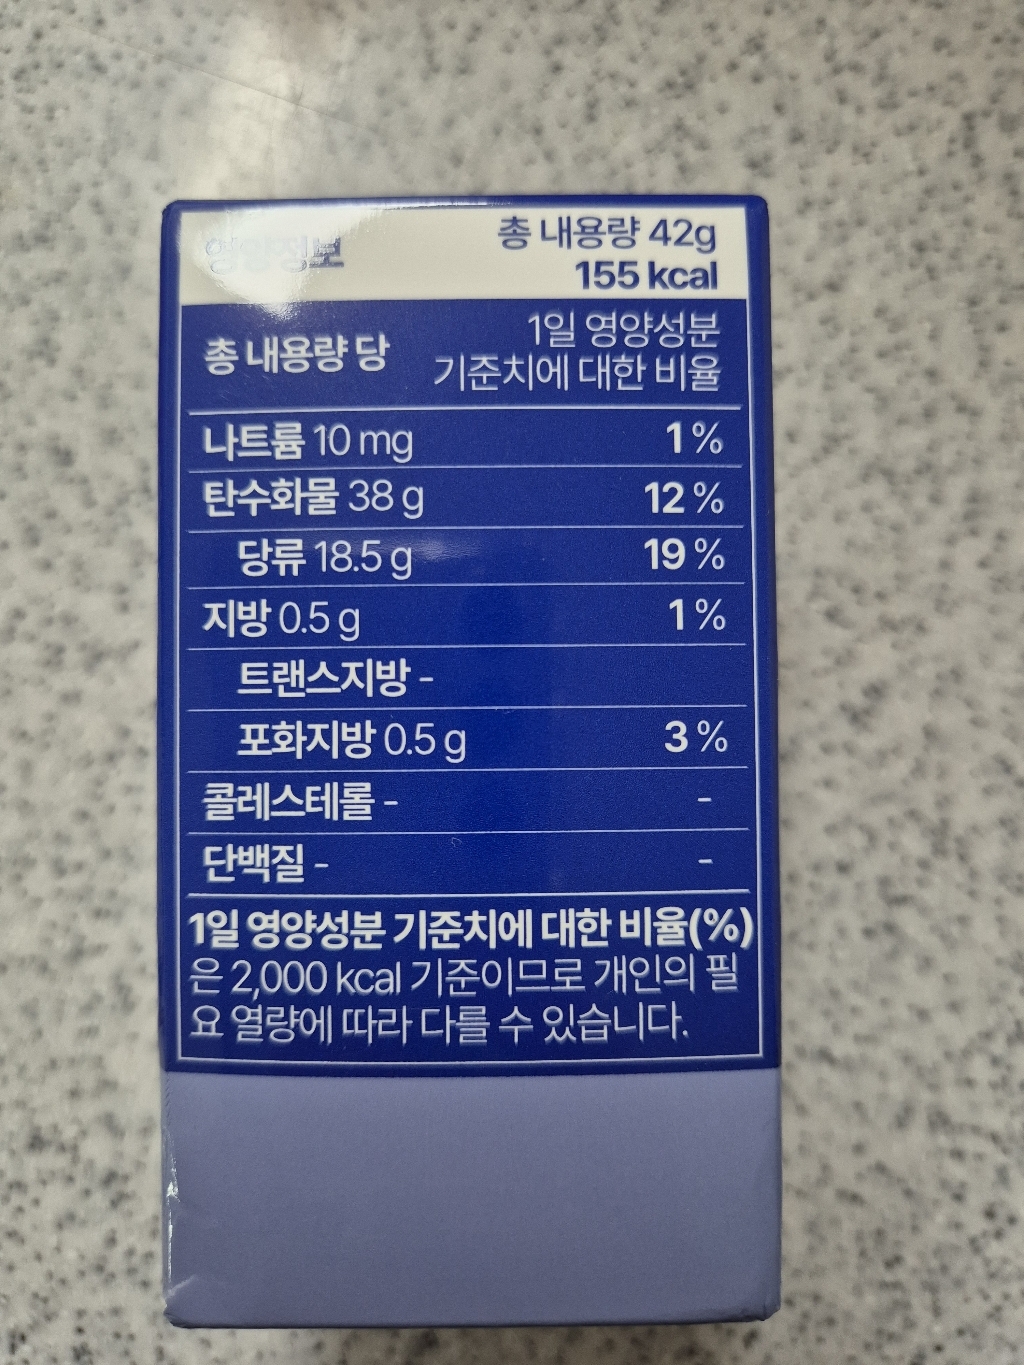 영양정보
총 내용량 42g
155 kcal
총 내용량 당
1일 영양성분
기준치에 대한 비율
나트륨 10 mg 1 %
탄수화물 38 g 12 %
당류 18.5 g 19 %
지방 0.5 g 1 %
트랜스지방 -
포화지방 0.5 g 3 %
콜레스테롤 - -
단백질 - -
1일 영양성분 기준치에 대한 비율(%)
은 2,000 kcal 기준이므로 개인의 필
요 열량에 따라 다를 수 있습니다.